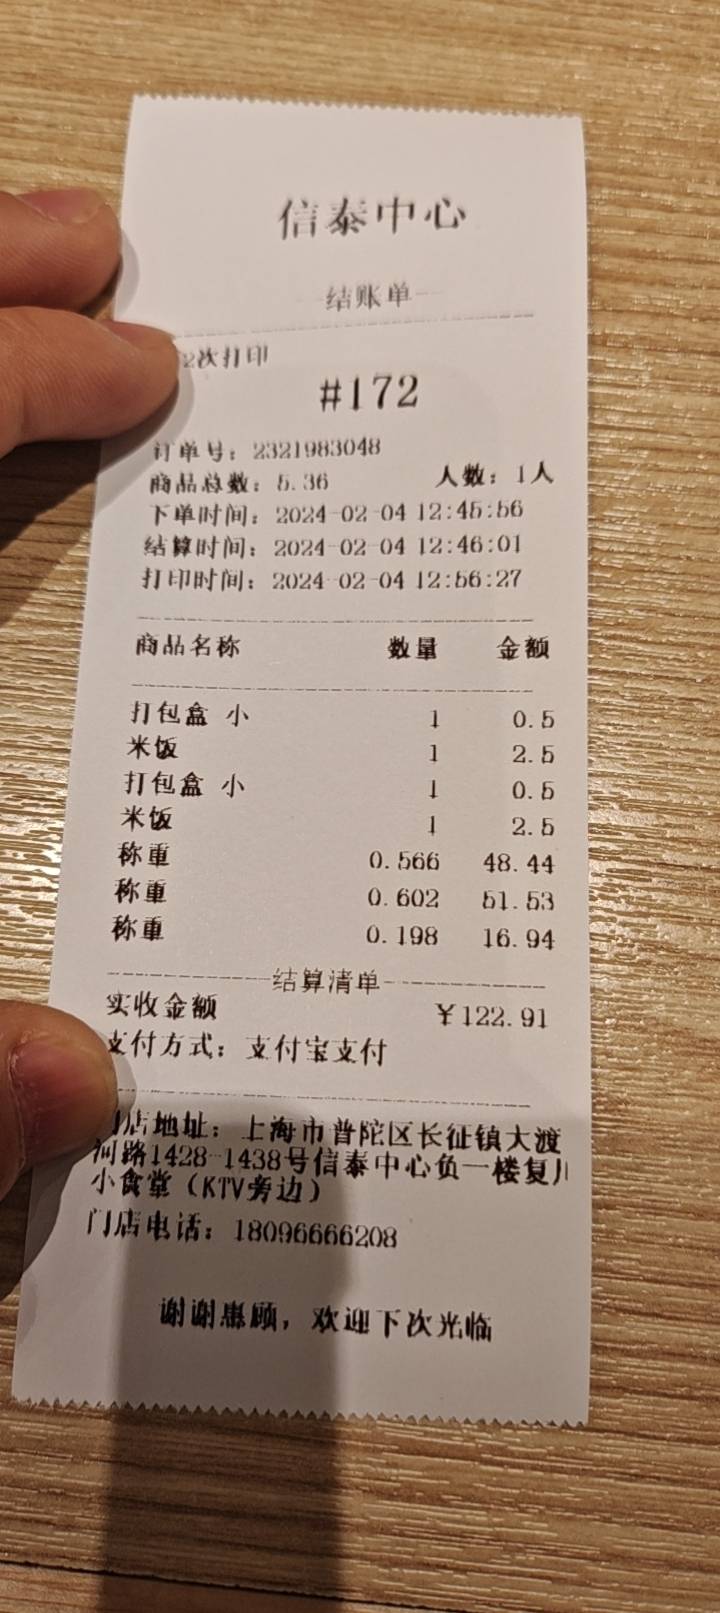 信泰中心
结账单
2次打印
#172
订单号：2321983048
商品总数：5.36 人数：1人
下单时间：2024-02-04 12:45:56
结算时间：2024-02-04 12:46:01
打印时间：2024-02-04 12:56:27
商品名称 数量 金额
打包盒 小 1 0.5
米饭 1 2.5
打包盒 小 1 0.5
米饭 1 2.5
称重 0.566 48.44
称重 0.602 51.53
称重 0.198 16.94
结算清单
实收金额 ￥122.91
支付方式：支付宝支付
门店地址：上海市普陀区长征镇大渡
河路1428-1438号信泰中心负一楼复
小食堂（KTV旁边）
门店电话：18096666208
谢谢惠顾，欢迎下次光临